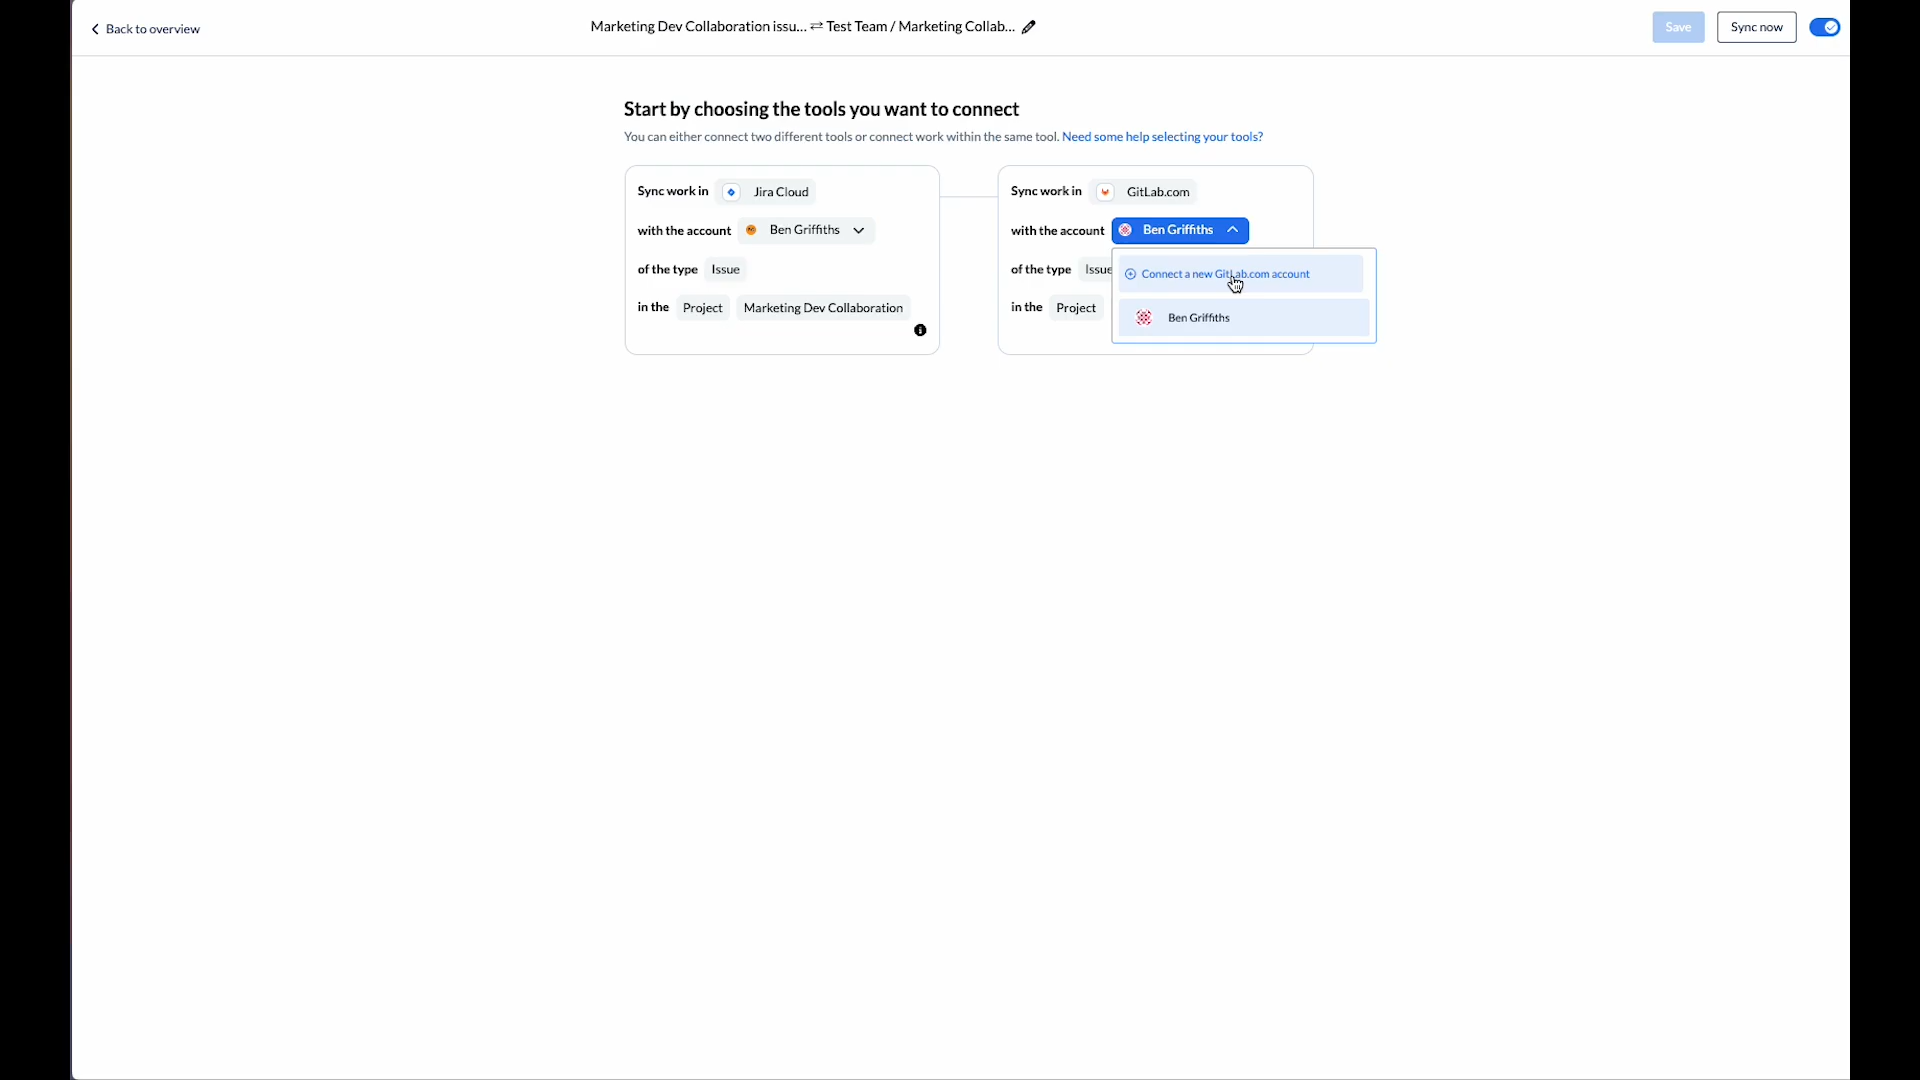 Back to overview
Marketing Dev Collaboration issu... ⇄ Test Team / Marketing Collab...
Save
Sync now
Start by choosing the tools you want to connect
You can either connect two different tools or connect work within the same tool. Need some help selecting your tools?
Sync work in Jira Cloud
with the account Ben Griffiths
of the type Issue
in the Project Marketing Dev Collaboration
Sync work in GitLab.com
with the account Ben Griffiths
of the type Issue
in the Project
Connect a new GitLab.com account
Ben Griffiths